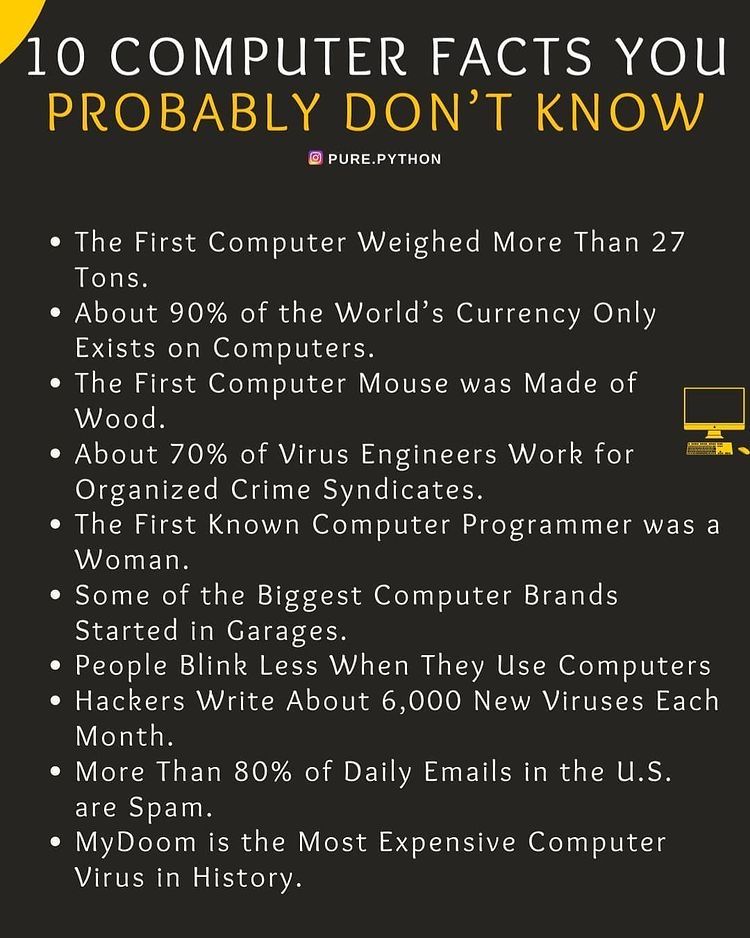 10 COMPUTER FACTS YOU
PROBABLY DON'T KNOW
PURE.PYTHON
• The First Computer Weighed More Than 27
Tons.
• About 90% of the World's Currency Only
Exists on Computers.
• The First Computer Mouse was Made of
Wood.
• About 70% of Virus Engineers Work for
Organized Crime Syndicates.
• The First Known Computer Programmer was a
Woman.
• Some of the Biggest Computer Brands
Started in Garages.
• People Blink Less When They Use Computers
• Hackers Write About 6,000 New Viruses Each
Month.
• More Than 80% of Daily Emails in the U.S.
are Spam.
• MyDoom is the Most Expensive Computer
Virus in History.